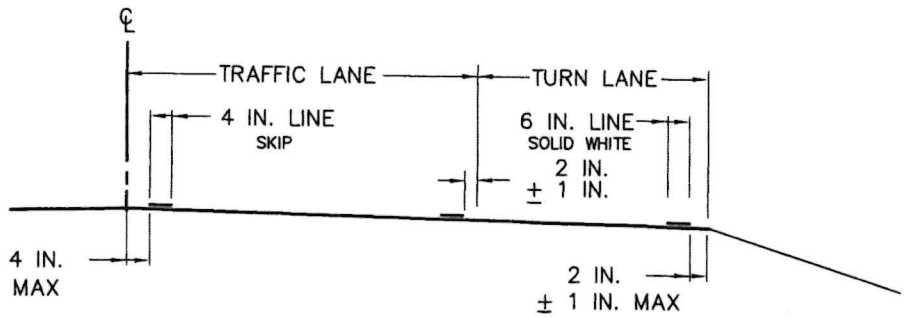 ℄
TRAFFIC LANE
TURN LANE
4 IN. LINE
SKIP
6 IN. LINE
SOLID WHITE
2 IN.
± 1 IN.
4 IN.
MAX
2 IN.
± 1 IN. MAX